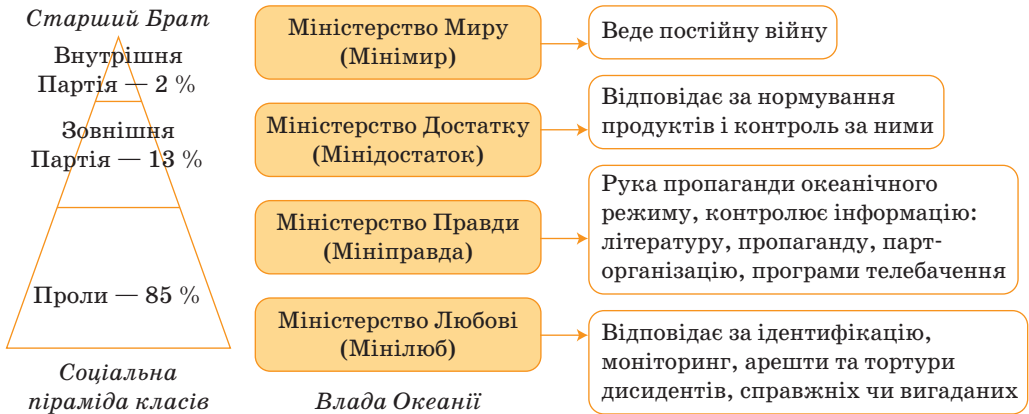 Старший Брат
Внутрішня
Партія — 2 %
Зовнішня
Партія — 13 %
Проли — 85 %
Соціальна
піраміда класів
Міністерство Миру
(Мінімир)
Веде постійну війну
Міністерство Достатку
(Мінідостаток)
Відповідає за нормування
продуктів і контроль за ними
Міністерство Правди
(Мініправда)
Рука пропаганди океанічного
режиму, контролює інформацію:
літературу, пропаганду, парт-
організацію, програми телебачення
Міністерство Любові
(Мінілюб)
Відповідає за ідентифікацію,
моніторинг, арешти та тортури
дисидентів, справжніх чи вигаданих
Влада Океанії